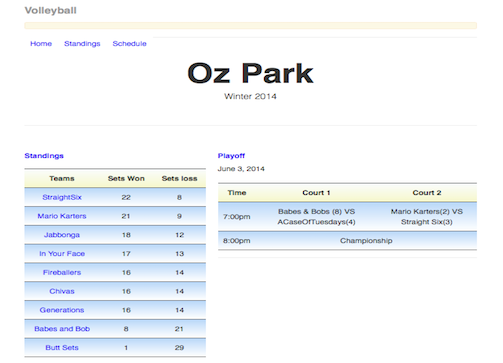 Volleyball
Home Standings Schedule
Oz Park
Winter 2014
Standings
Teams Sets Won Sets loss
StraightSix 22 8
Mario Karters 21 9
Jabbonga 18 12
In Your Face 17 13
Fireballers 16 14
Chivas 16 14
Generations 16 14
Babes and Bob 8 21
Butt Sets 1 29
Playoff
June 3, 2014
Time Court 1 Court 2
7:00pm Babes & Bobs (8) VS ACaseOfTuesdays(4) Mario Karters(2) VS Straight Six(3)
8:00pm Championship